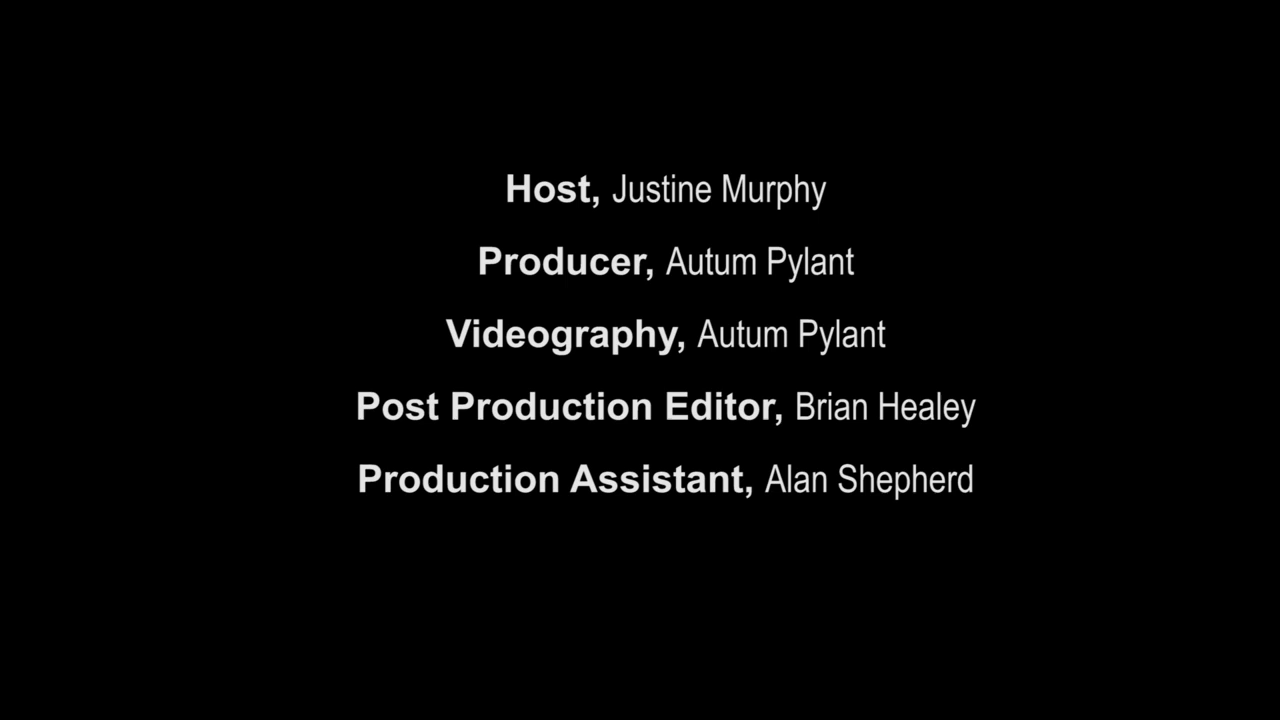 Host, Justine Murphy
Producer, Autum Pylant
Videography, Autum Pylant
Post Production Editor, Brian Healey
Production Assistant, Alan Shepherd